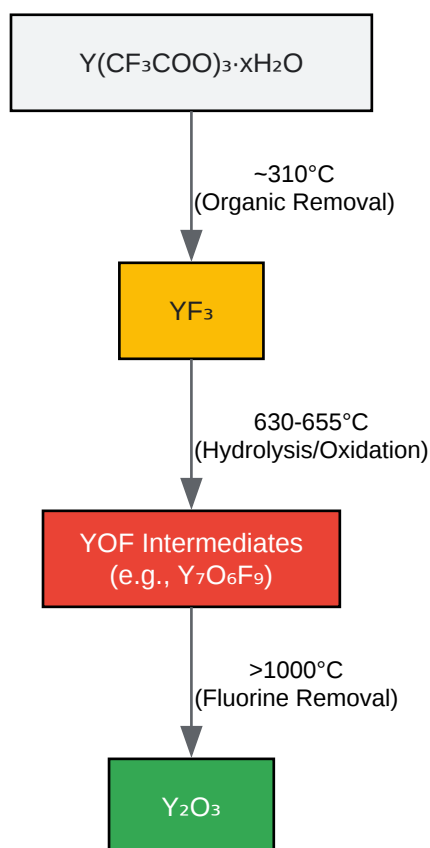 Y(CF₃COO)₃·xH₂O
~310°C
(Organic Removal)
YF₃
630-655°C
(Hydrolysis/Oxidation)
YOF Intermediates
(e.g., Y₇O₆F₉)
>1000°C
(Fluorine Removal)
Y₂O₃